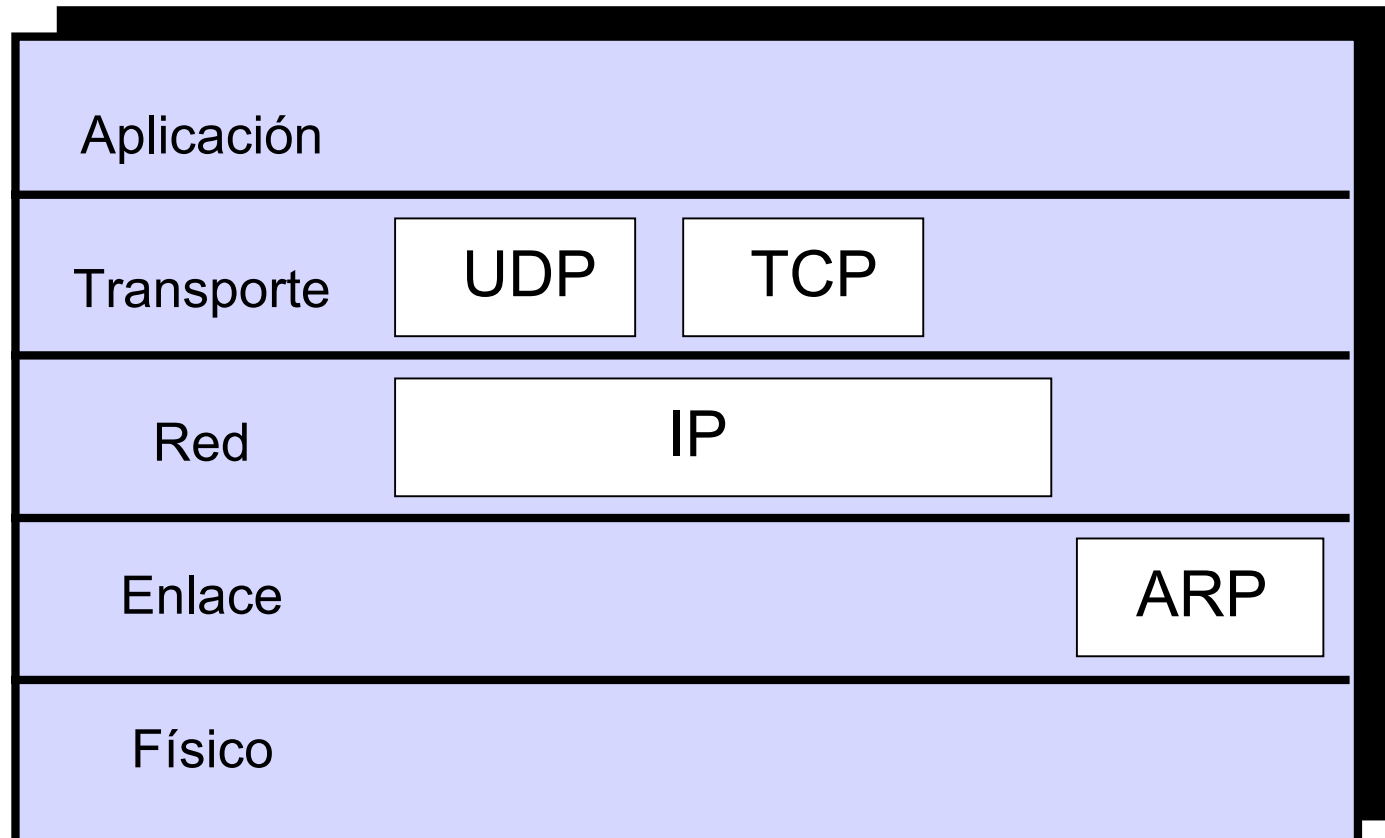 Aplicación
Transporte UDP TCP
Red IP
Enlace ARP
Físico